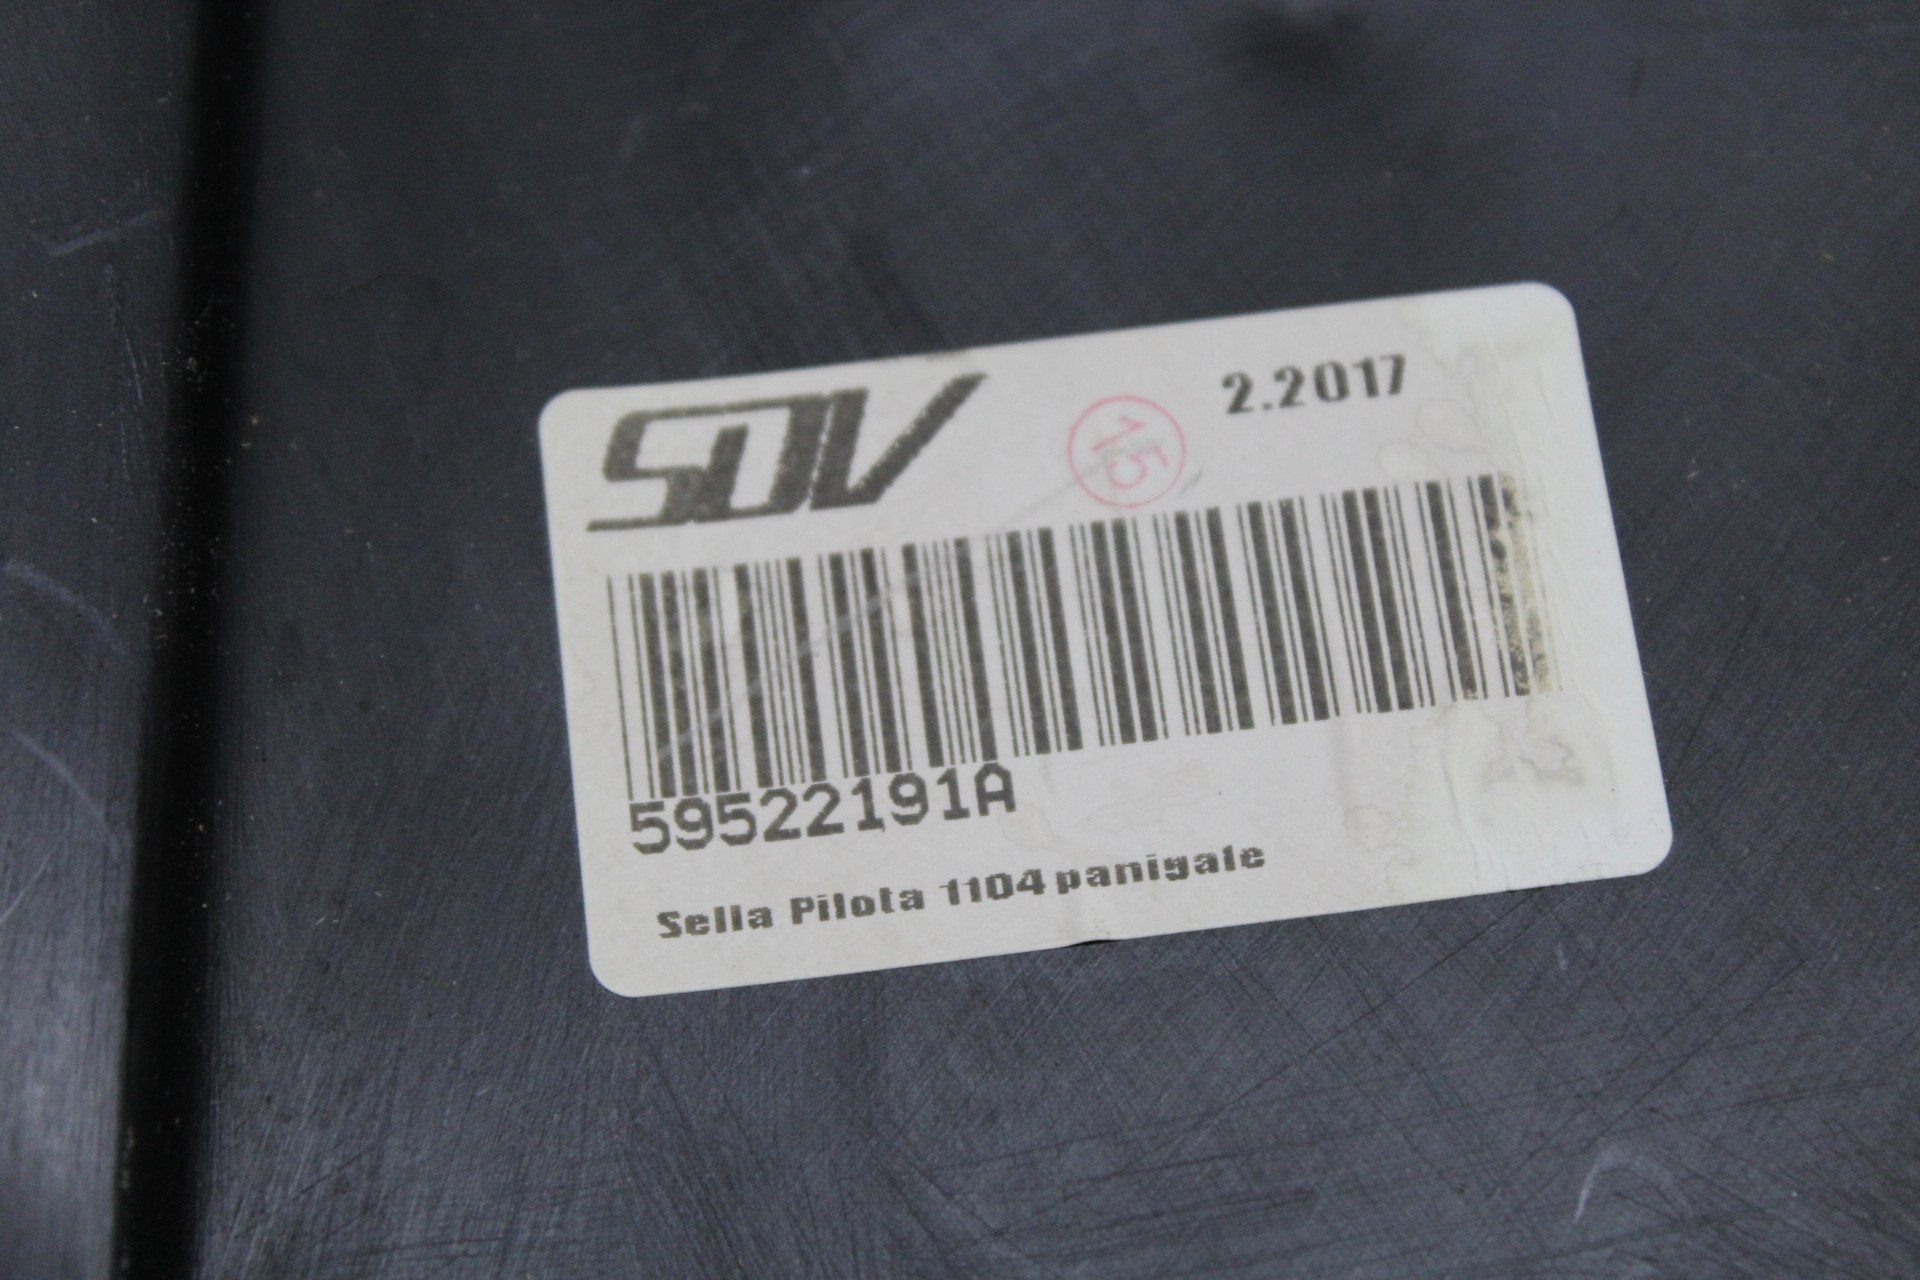 SDV
15
2.2017
59522191A
Sella Pilota 1104 panigale